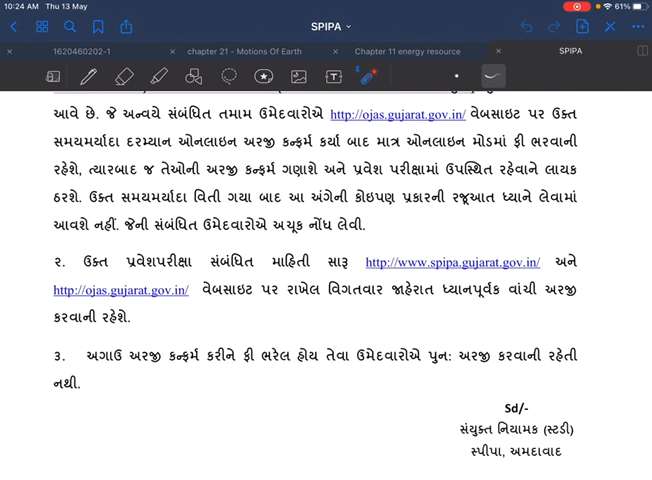 10:24 AM Thu 13 May
61%
SPIPA
1620460202-1
chapter 21 - Motions Of Earth
Chapter 11 energy resource
SPIPA
આવે છે. જે અન્વયે સંબંધિત તમામ ઉમેદવારોએ http://ojas.gujarat.gov.in/ વેબસાઇટ પર ઉક્ત
સમયમર્યાદા દરમ્યાન ઓનલાઇન અરજી કન્ફર્મ કર્યા બાદ માત્ર ઓનલાઇન મોડમાં ફી ભરવાની
રહેશે, ત્યારબાદ જ તેઓની અરજી કન્ફર્મ ગણાશે અને પ્રવેશ પરીક્ષામાં ઉપસ્થિત રહેવાને લાયક
ઠરશે. ઉક્ત સમયમર્યાદા વિતી ગયા બાદ આ અંગેની કોઇપણ પ્રકારની રજૂઆત ધ્યાને લેવામાં
આવશે નહીં. જેની સંબંધિત ઉમેદવારોએ અચૂક નોંધ લેવી.
૨. ઉક્ત પ્રવેશપરીક્ષા સંબંધિત માહિતી સારૂ http://www.spipa.gujarat.gov.in/ અને
http://ojas.gujarat.gov.in/ વેબસાઇટ પર રાખેલ વિગતવાર જાહેરાત ધ્યાનપૂર્વક વાંચી અરજી
કરવાની રહેશે.
૩. અગાઉ અરજી કન્ફર્મ કરીને ફી ભરેલ હોય તેવા ઉમેદવારોએ પુન: અરજી કરવાની રહેતી
નથી.
Sd/-
સંયુક્ત નિયામક (સ્ટડી)
સ્પીપા, અમદાવાદ